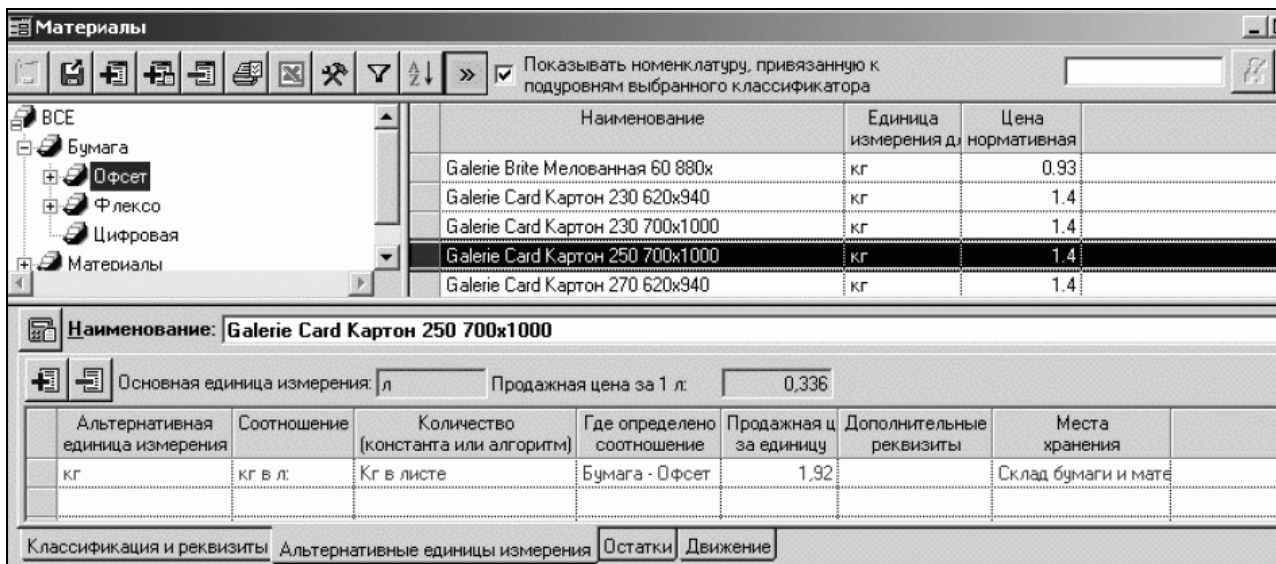 Материалы
Показывать номенклатуру, привязанную к
подуровням выбранного классификатора
ВСЕ
Бумага
Офсет
Флексо
Цифровая
Материалы
Наименование
Единица
измерения д
Цена
нормативная
Galerie Brite Мелованная 60 880x кг 0.93
Galerie Card Картон 230 620x940 кг 1.4
Galerie Card Картон 230 700x1000 кг 1.4
Galerie Card Картон 250 700x1000 кг 1.4
Galerie Card Картон 270 620x940 кг 1.4
Наименование: Galerie Card Картон 250 700x1000
Основная единица измерения: л Продажная цена за 1 л: 0,336
Альтернативная
единица измерения
Соотношение
Количество
(константа или алгоритм)
Где определено
соотношение
Продажная ц
за единицу
Дополнительные
реквизиты
Места
хранения
кг кг в л: Кг в листе Бумага - Офсет 1,92 Склад бумаги и мате
Классификация и реквизиты Альтернативные единицы измерения Остатки Движение